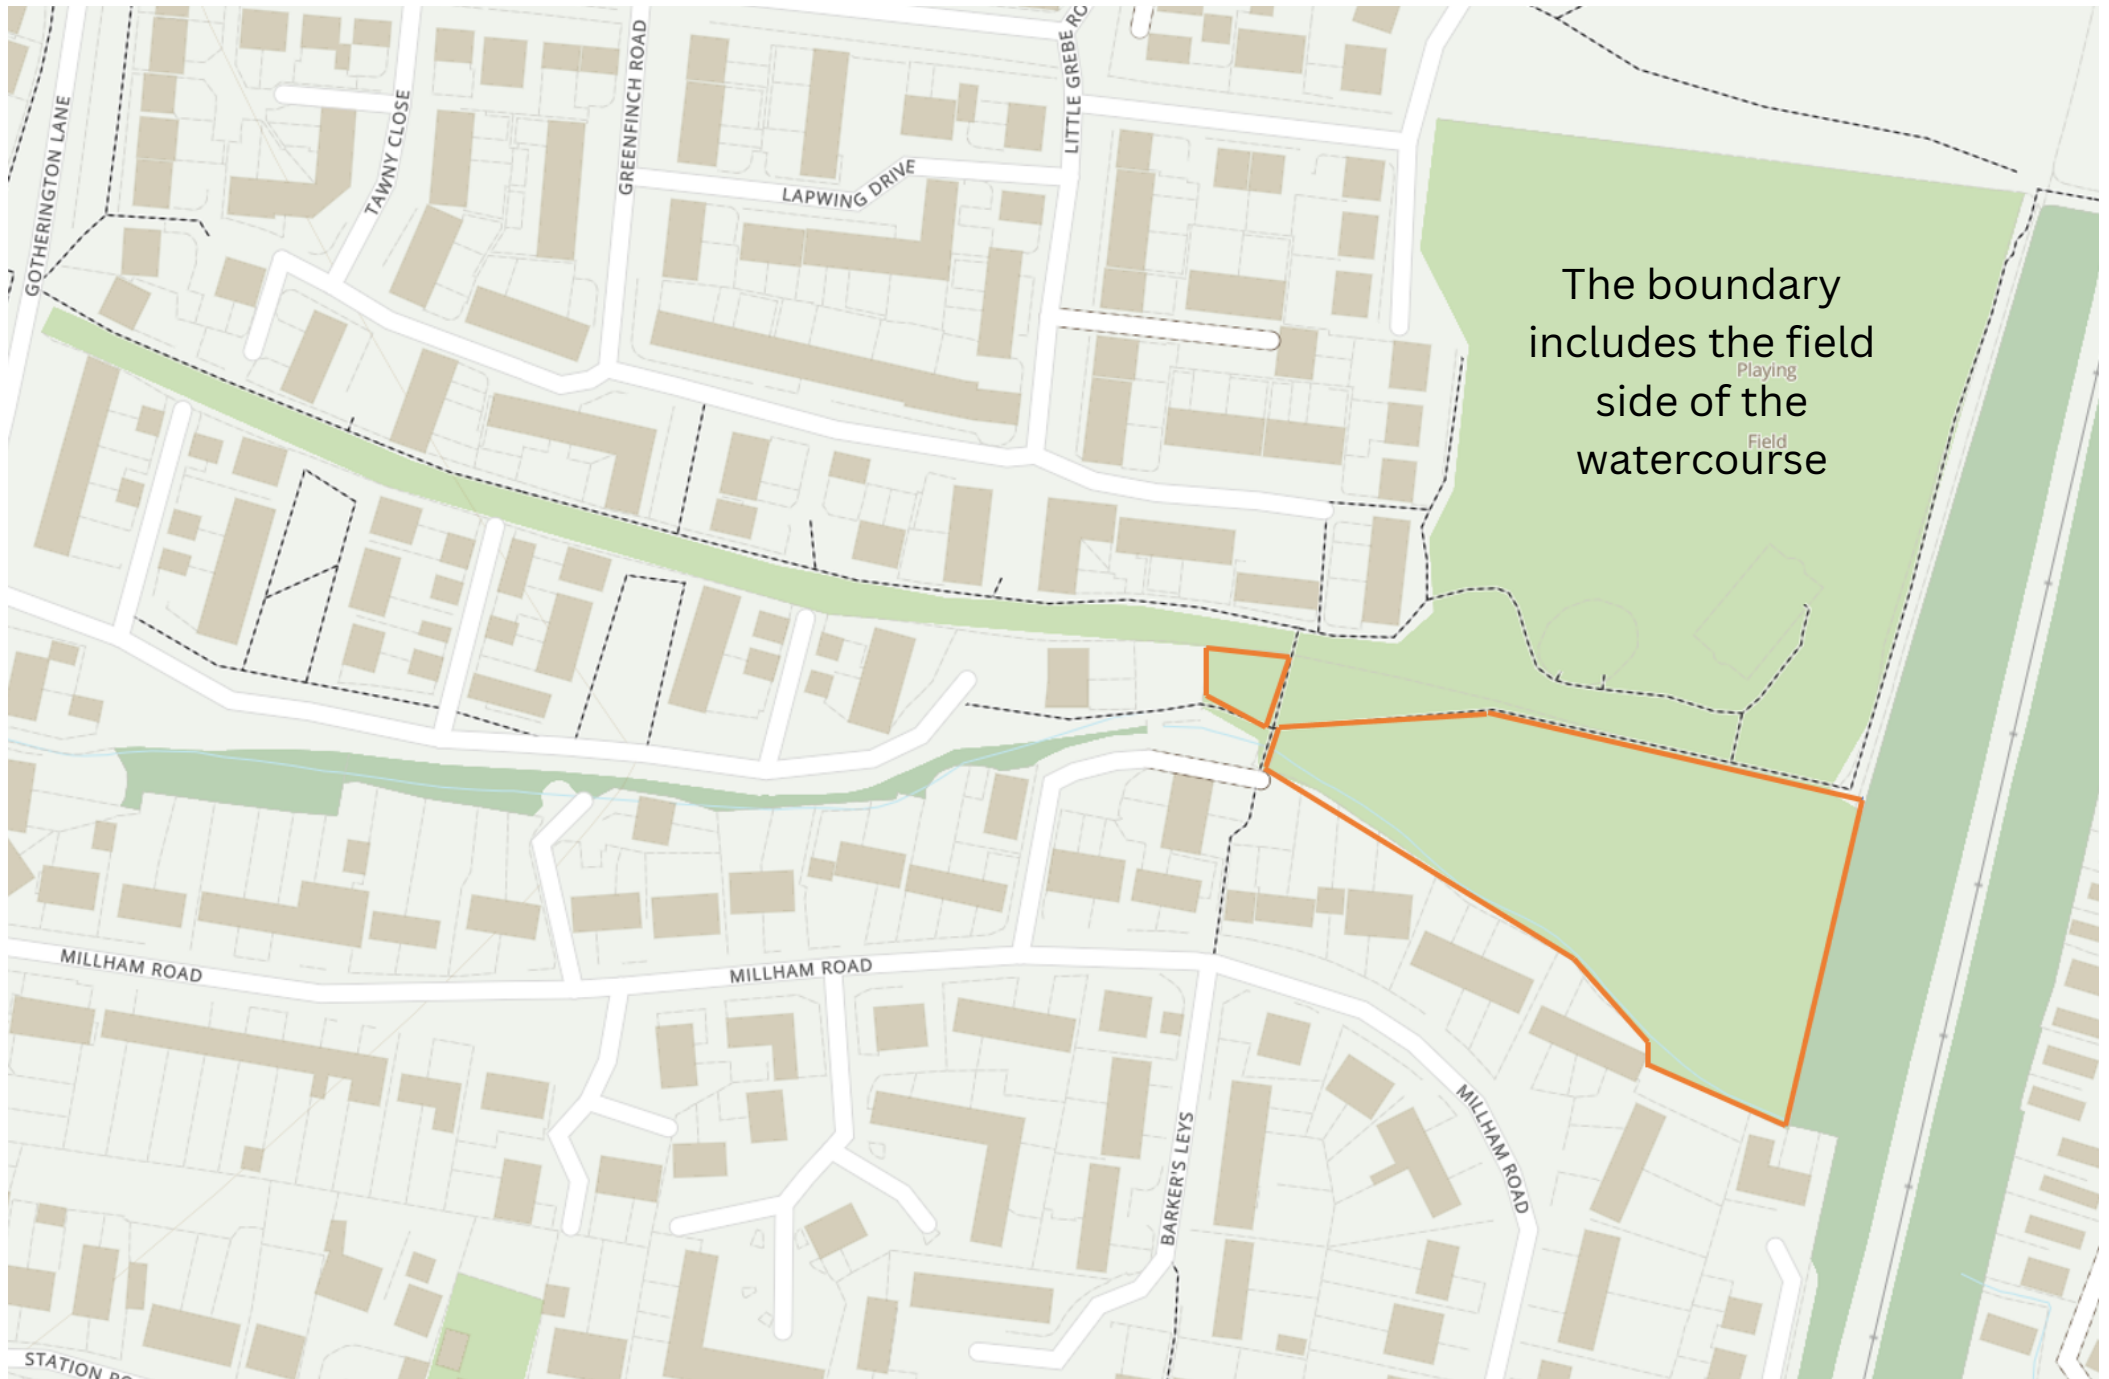 GOTHERINGTON LANE
TAWNY CLOSE
GREENFINCH ROAD
LITTLE GREBE RO
LAPWING DRIVE
The boundary
includes the field
Playing
side of the
Field
watercourse
MILLHAM ROAD
MILLHAM ROAD
MILLHAM ROAD
BARKER'S LEYS
STATION RO